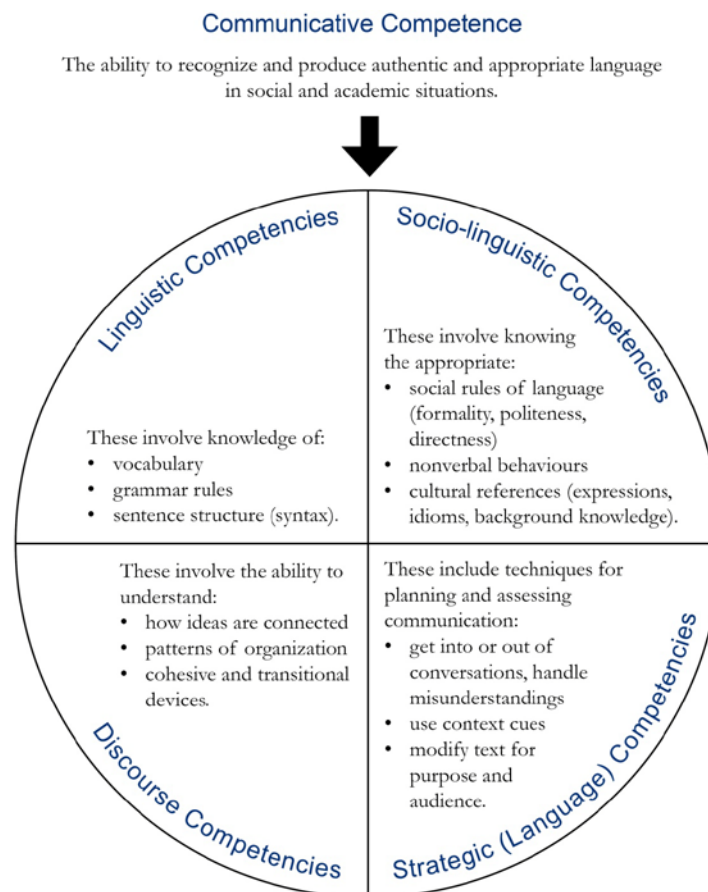 Communicative Competence
The ability to recognize and produce authentic and appropriate language
in social and academic situations.
Linguistic Competencies
These involve knowledge of:
• vocabulary
• grammar rules
• sentence structure (syntax).
Socio-linguistic Competencies
These involve knowing
the appropriate:
• social rules of language
(formality, politeness,
directness)
• nonverbal behaviours
• cultural references (expressions,
idioms, background knowledge).
These involve the ability to
understand:
• how ideas are connected
• patterns of organization
• cohesive and transitional
devices.
Discourse Competencies
These include techniques for
planning and assessing
communication:
• get into or out of
conversations, handle
misunderstandings
• use context cues
• modify text for
purpose and
audience.
Strategic (Language) Competencies